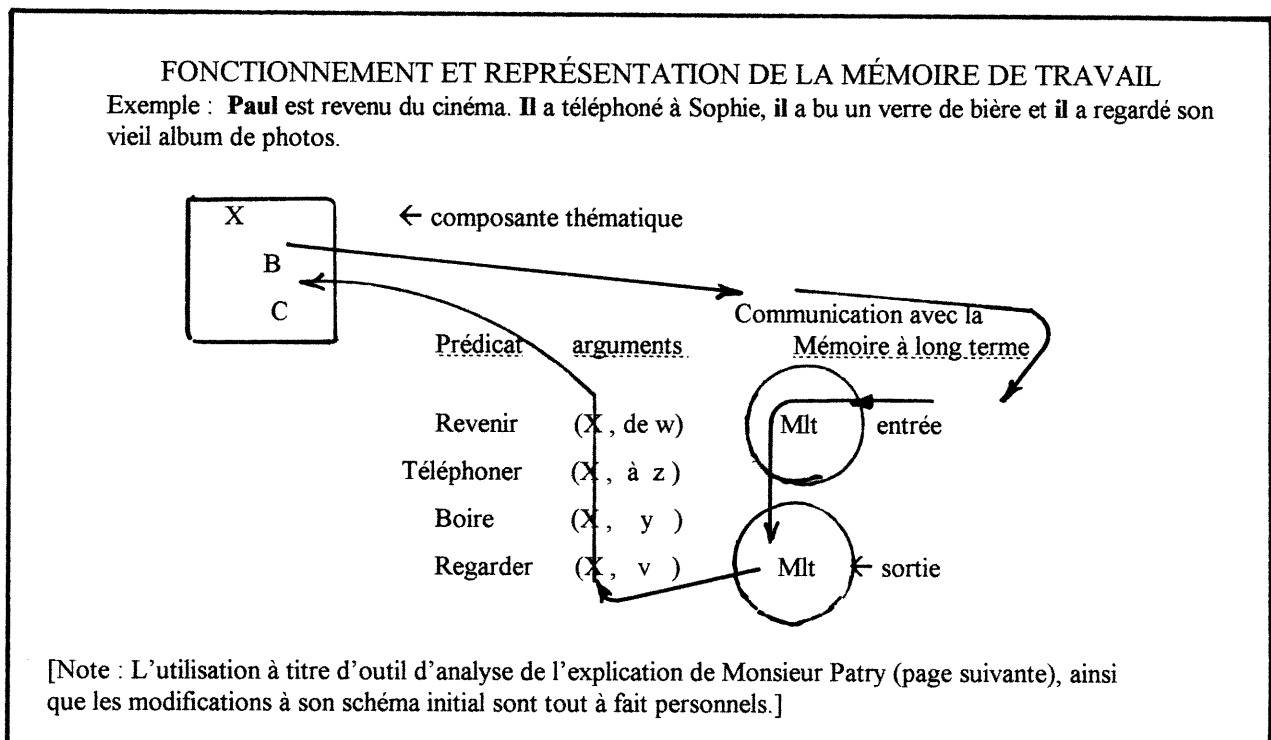 FONCTIONNEMENT ET REPRÉSENTATION DE LA MÉMOIRE DE TRAVAIL
Exemple : Paul est revenu du cinéma. Il a téléphoné à Sophie, il a bu un verre de bière et il a regardé son
vieil album de photos.
X
← composante thématique
B
C
Communication avec la
Prédicat arguments Mémoire à long terme
Revenir (X , de w) Mlt entrée
Téléphoner (X , à z )
Boire (X , y )
Regarder (X , v ) Mlt ← sortie
[Note : L'utilisation à titre d'outil d'analyse de l'explication de Monsieur Patry (page suivante), ainsi
que les modifications à son schéma initial sont tout à fait personnels.]